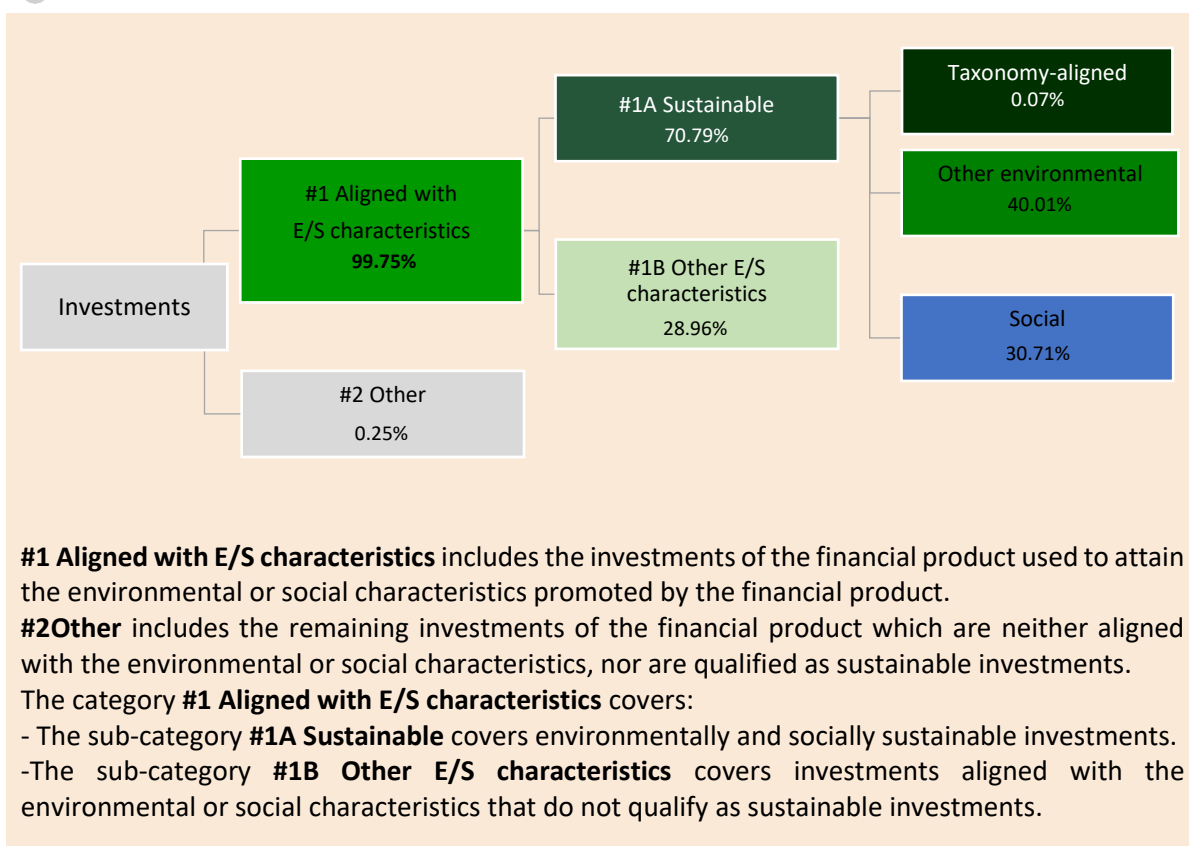 Investments
#1 Aligned with
E/S characteristics
99.75%
#2 Other
0.25%
#1A Sustainable
70.79%
#1B Other E/S
characteristics
28.96%
Taxonomy-aligned
0.07%
Other environmental
40.01%
Social
30.71%
#1 Aligned with E/S characteristics includes the investments of the financial product used to attain
the environmental or social characteristics promoted by the financial product.
#2Other includes the remaining investments of the financial product which are neither aligned
with the environmental or social characteristics, nor are qualified as sustainable investments.
The category #1 Aligned with E/S characteristics covers:
- The sub-category #1A Sustainable covers environmentally and socially sustainable investments.
-The sub-category #1B Other E/S characteristics covers investments aligned with the
environmental or social characteristics that do not qualify as sustainable investments.